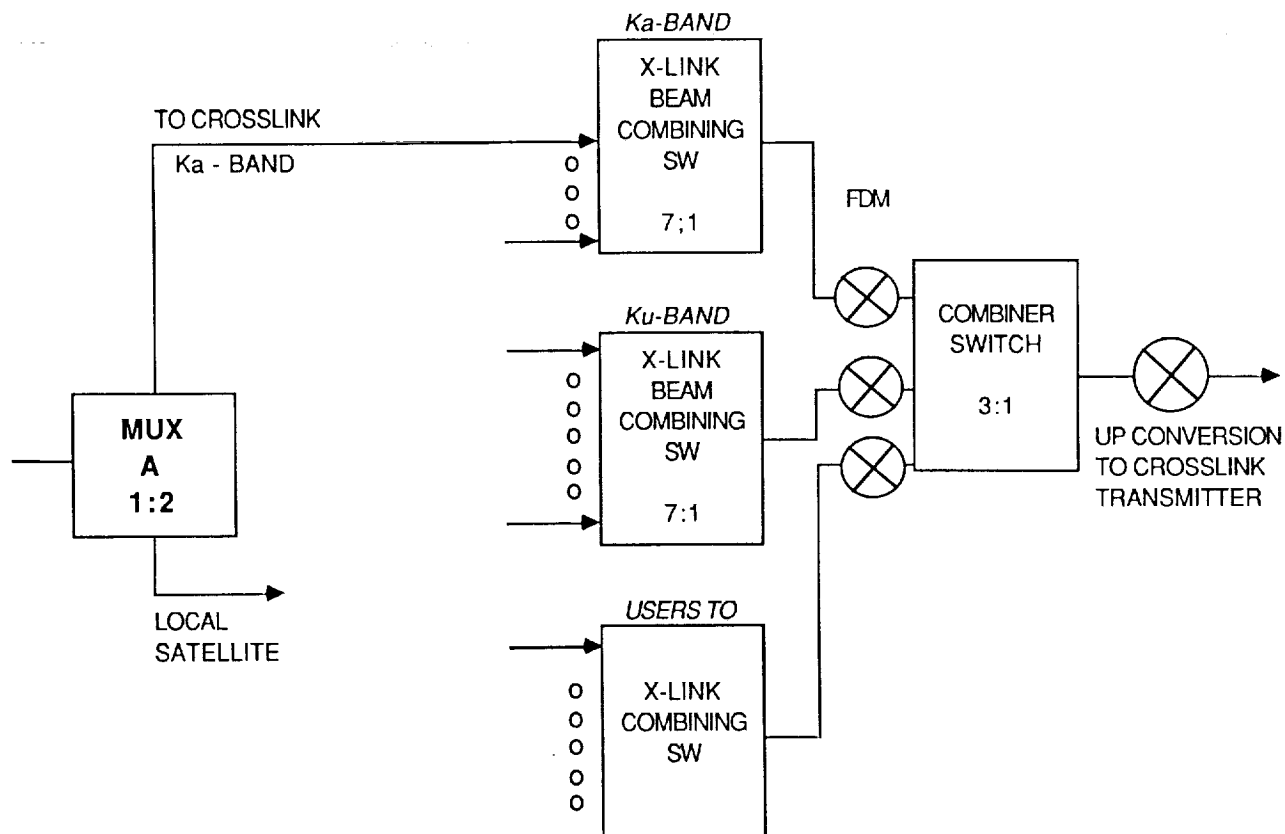 Ka-BAND
X-LINK
BEAM
COMBINING
SW
7;1
TO CROSSLINK
Ka - BAND
FDM
Ku-BAND
X-LINK
BEAM
COMBINING
SW
7:1
COMBINER
SWITCH
3:1
MUX
A
1:2
UP CONVERSION
TO CROSSLINK
TRANSMITTER
LOCAL
SATELLITE
USERS TO
X-LINK
COMBINING
SW